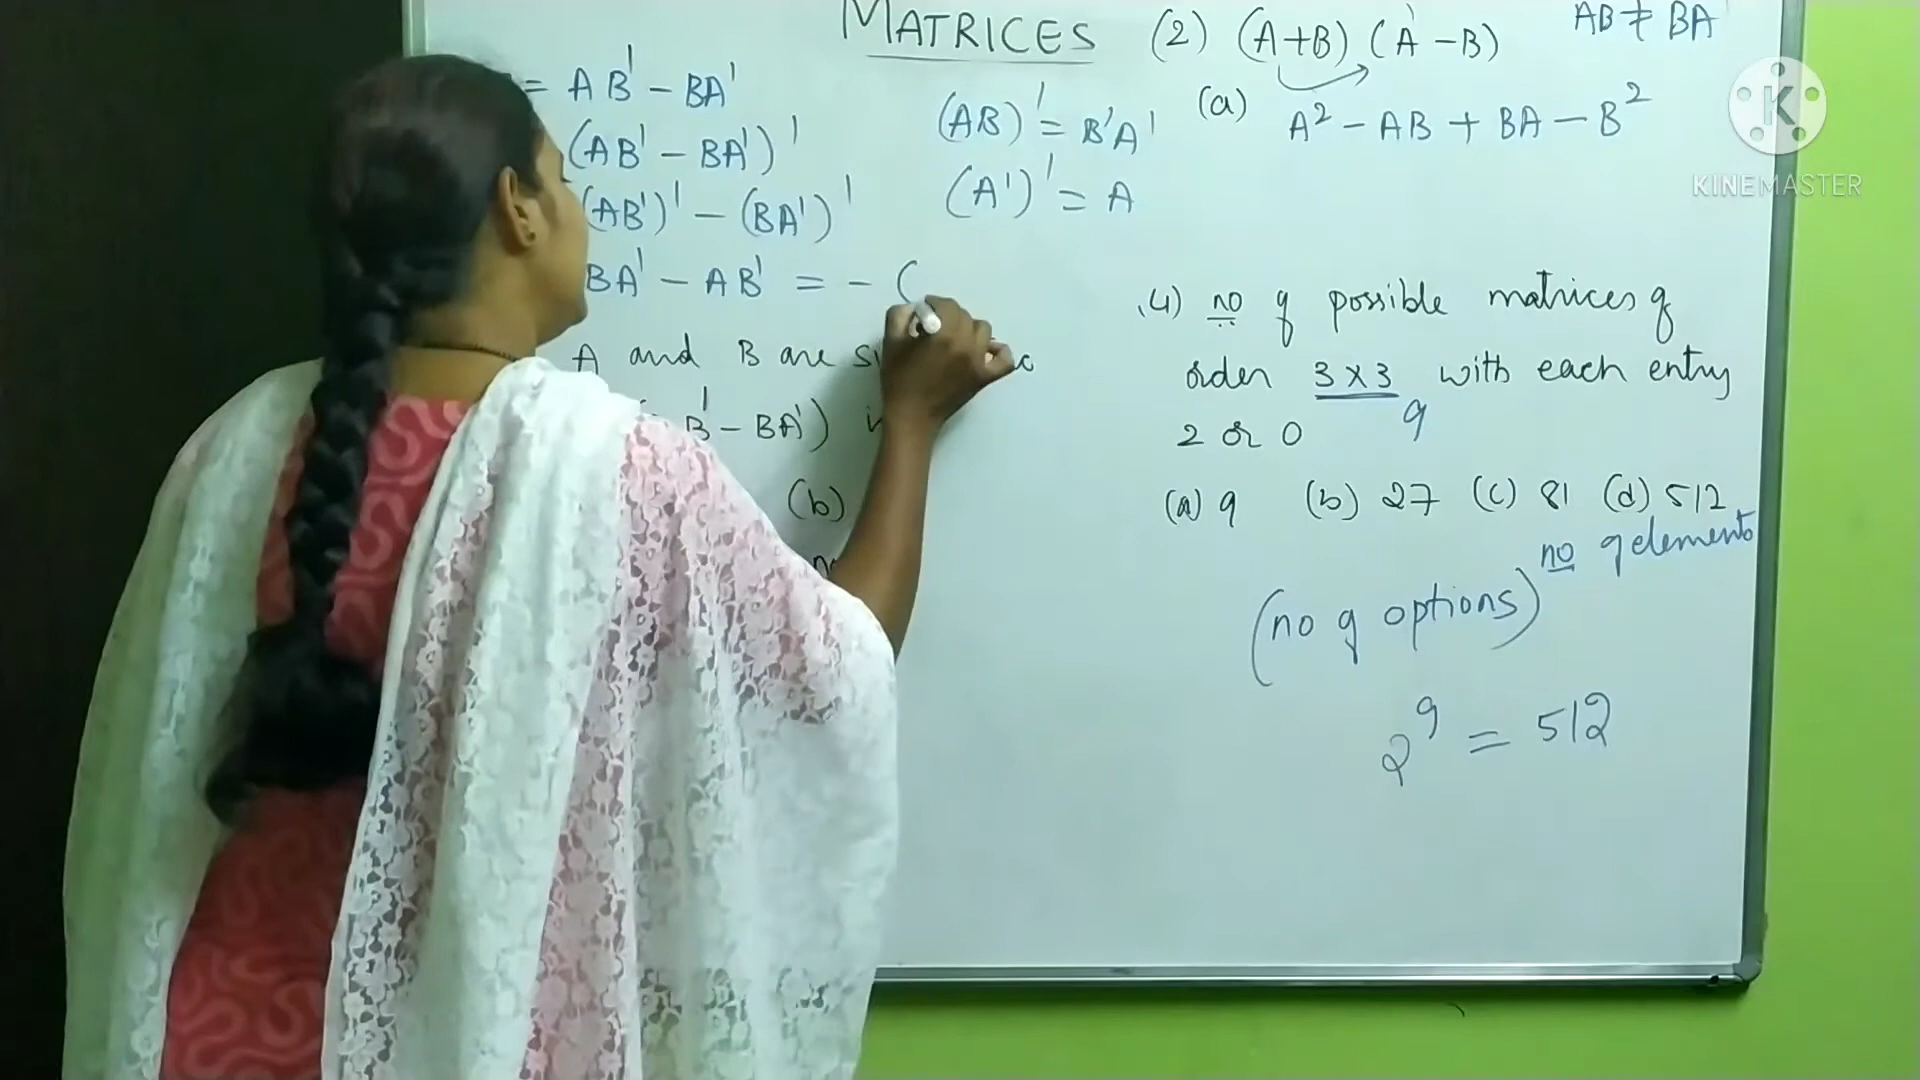 MATRICES
= AB' - BA'
(AB' - BA')'
(AB')' - (BA')'
BA' - AB' = - (
A and B are
B' - BA')
(b)
(AB)' = B'A'
(A')' = A
(2) (A+B) (A-B) AB ≠ BA
(a) A² - AB + BA - B²
4) no of possible matrices of
order 3x3 with each entry
2 or 0 9
(a) 9 (b) 27 (c) 81 (d) 512
(no of options)^no of elements
2⁹ = 512
K
KINEMASTER